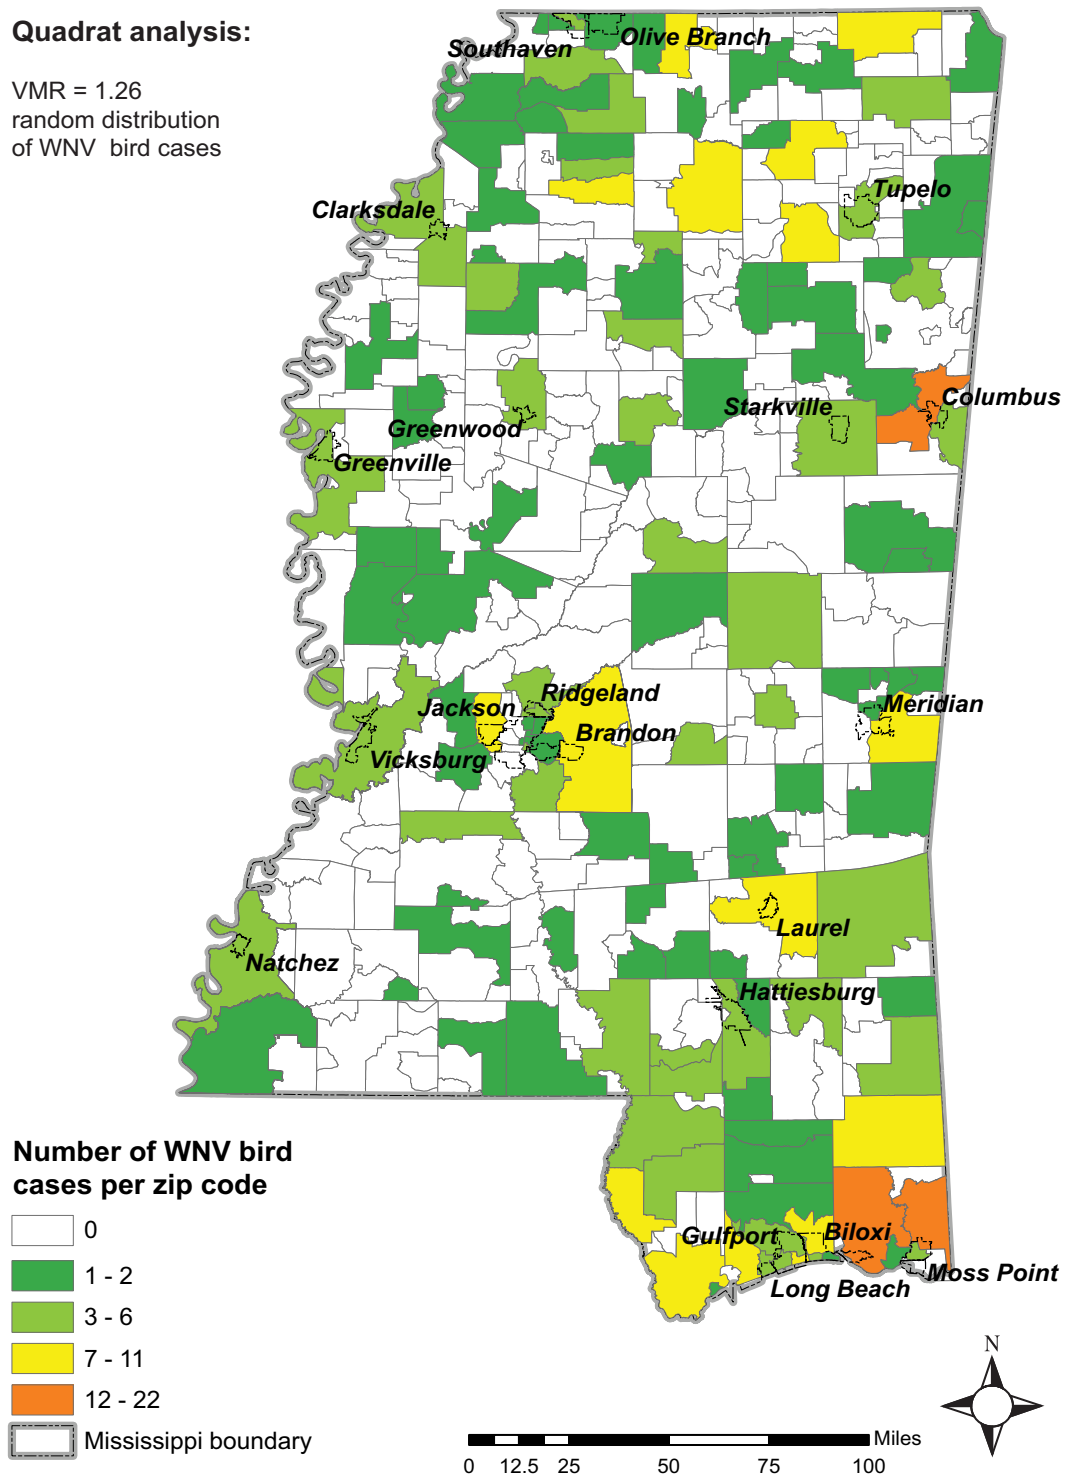 Quadrat analysis:
VMR = 1.26
random distribution
of WNV bird cases
Southaven
Olive Branch
Clarksdale
Tupelo
Columbus
Starkville
Greenwood
Greenville
Ridgeland
Jackson
Meridian
Brandon
Vicksburg
Laurel
Natchez
Hattiesburg
Gulfport
Biloxi
Moss Point
Long Beach
Number of WNV bird
cases per zip code
0
1 - 2
3 - 6
7 - 11
12 - 22
Mississippi boundary
N
Miles
0 12.5 25 50 75 100